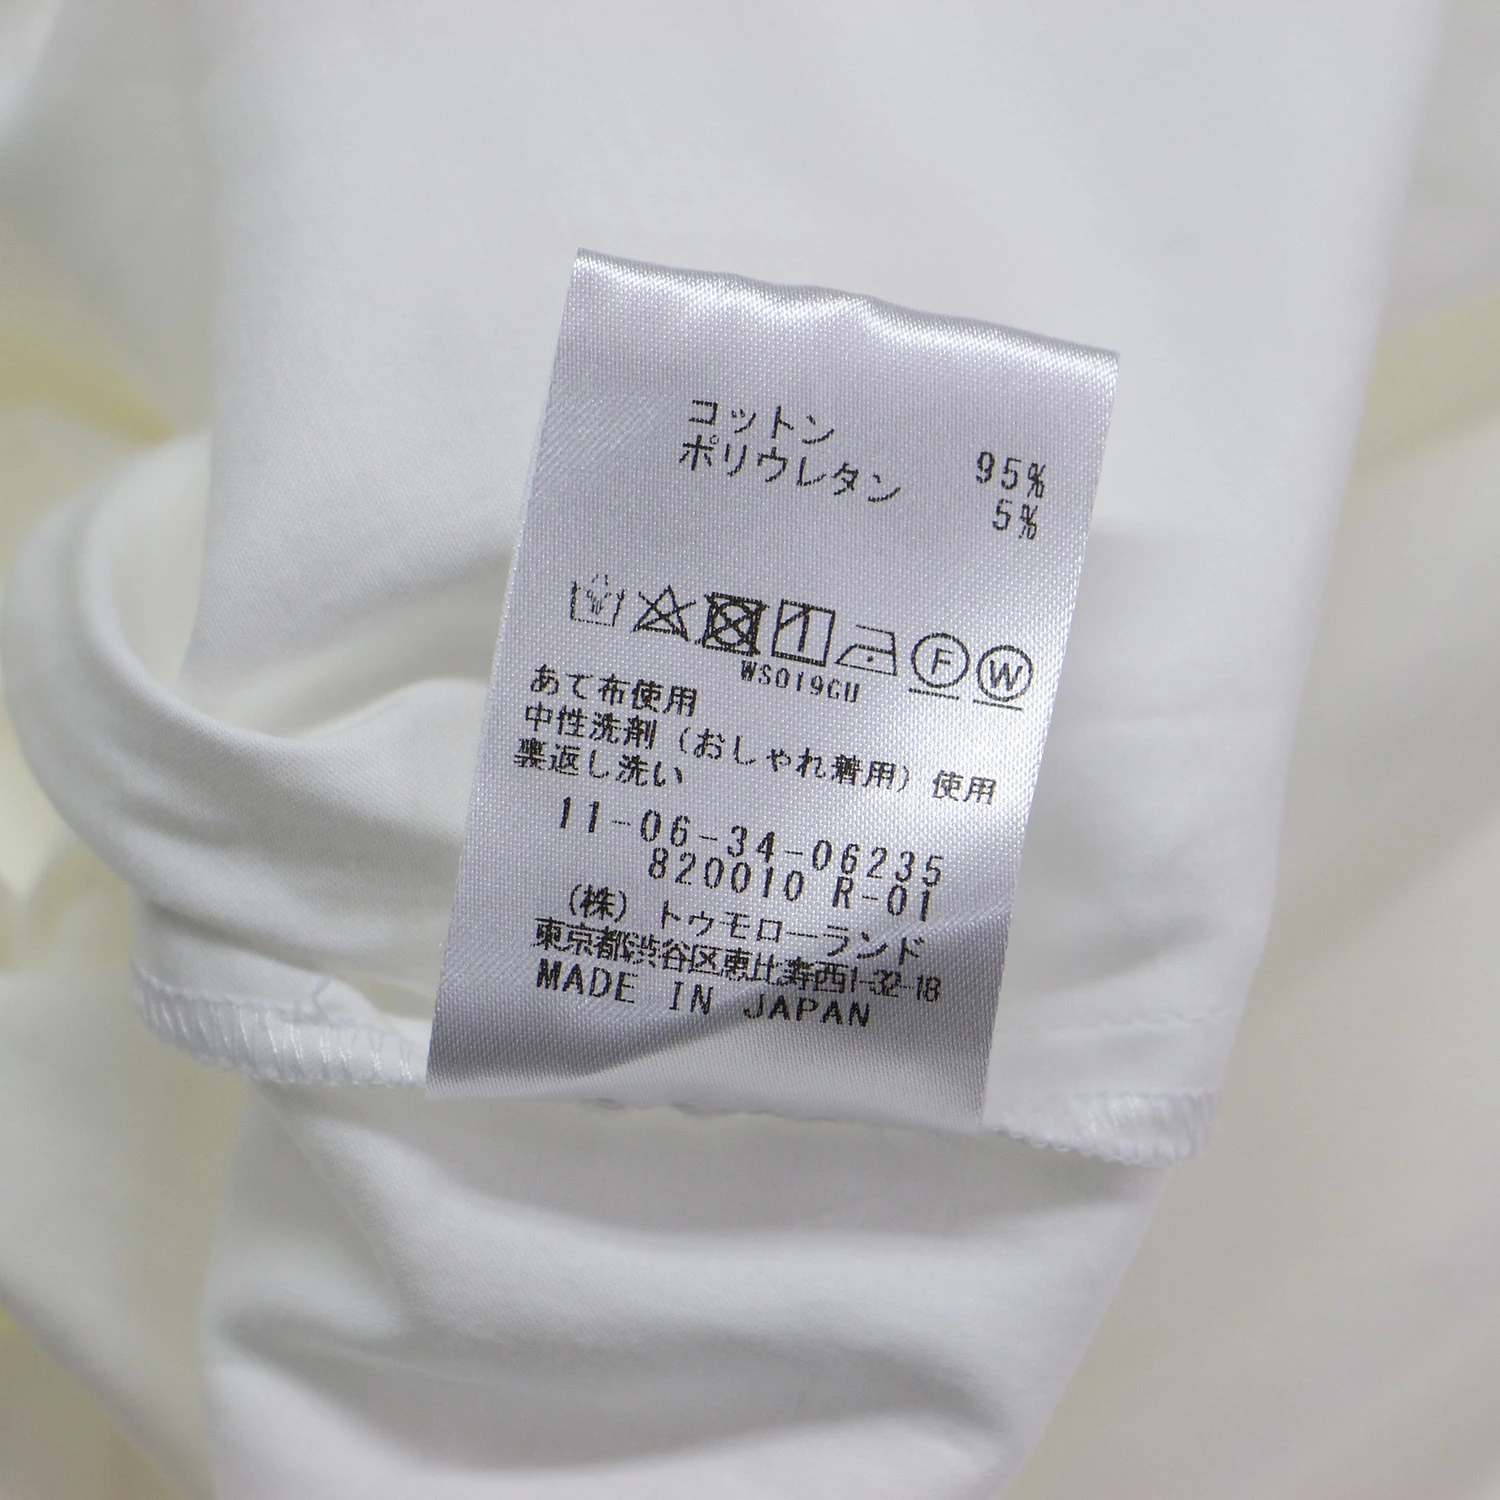 コットン 95%
ポリウレタン 5%
F W
WS019GU
あて布使用
中性洗剤（おしゃれ着用）使用
裏返し洗い
11-06-34-06235
820010 R-01
（株）トゥモローランド
東京都渋谷区恵比寿西1-32-18
MADE IN JAPAN